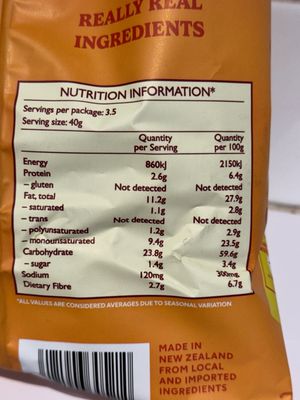 REALLY REAL
INGREDIENTS
NUTRITION INFORMATION*
Servings per package: 3.5
Serving size: 40g
Quantity per Serving Quantity per 100g
Energy 860kJ 2150kJ
Protein 2.6g 6.4g
– gluten Not detected Not detected
Fat, total 11.2g 27.9g
– saturated 1.1g 2.8g
– trans Not detected Not detected
– polyunsaturated 1.2g 2.9g
– monounsaturated 9.4g 23.5g
Carbohydrate 23.8g 59.6g
– sugar 1.4g 3.4g
Sodium 120mg 300mg
Dietary Fibre 2.7g 6.7g
*ALL VALUES ARE CONSIDERED AVERAGES DUE TO SEASONAL VARIATION
MADE IN
NEW ZEALAND
FROM LOCAL
AND IMPORTED
INGREDIENTS